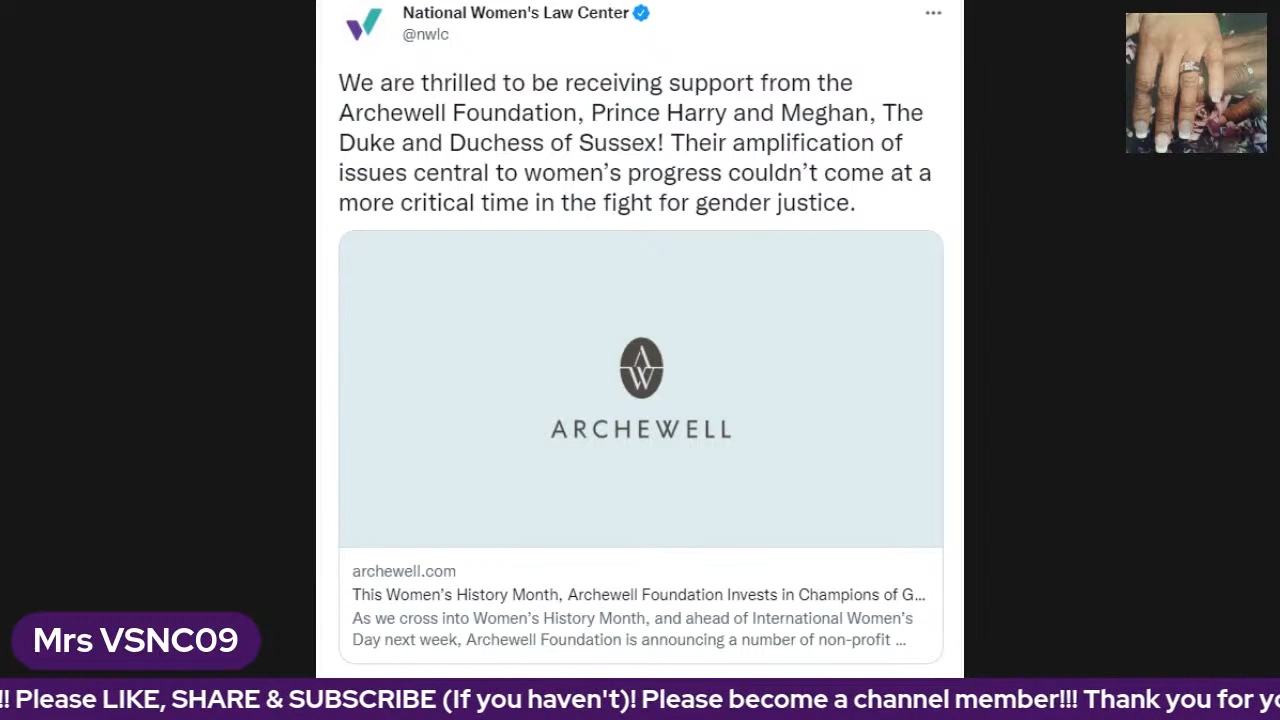 National Women's Law Center
@nwlc
We are thrilled to be receiving support from the
Archewell Foundation, Prince Harry and Meghan, The
Duke and Duchess of Sussex! Their amplification of
issues central to women’s progress couldn’t come at a
more critical time in the fight for gender justice.
AW
ARCHEWELL
archewell.com
This Women’s History Month, Archewell Foundation Invests in Champions of G...
As we cross into Women’s History Month, and ahead of International Women’s
Day next week, Archewell Foundation is announcing a number of non-profit ...
Mrs VSNC09
!! Please LIKE, SHARE & SUBSCRIBE (If you haven't)! Please become a channel member!!! Thank you for yo